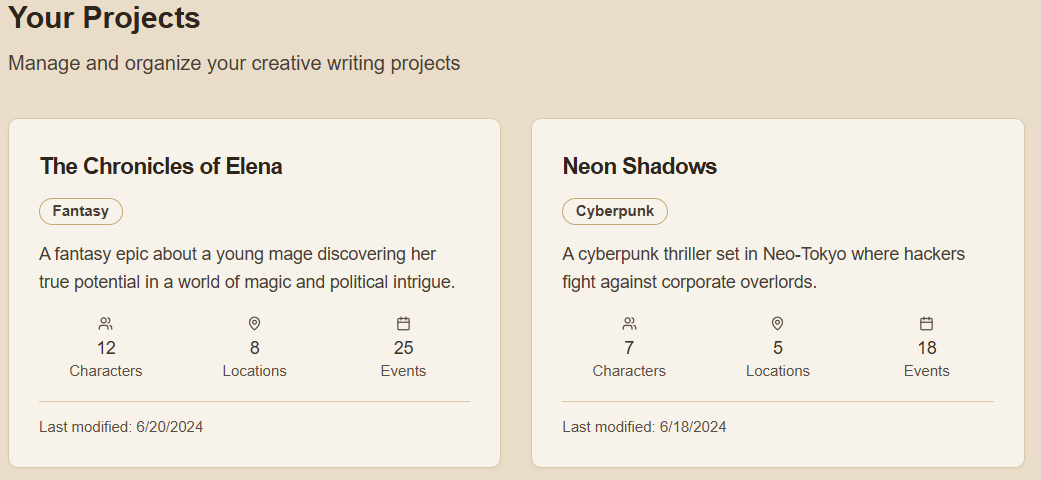 Your Projects
Manage and organize your creative writing projects
The Chronicles of Elena
Fantasy
A fantasy epic about a young mage discovering her
true potential in a world of magic and political intrigue.
12
Characters
8
Locations
25
Events
Last modified: 6/20/2024
Neon Shadows
Cyberpunk
A cyberpunk thriller set in Neo-Tokyo where hackers
fight against corporate overlords.
7
Characters
5
Locations
18
Events
Last modified: 6/18/2024